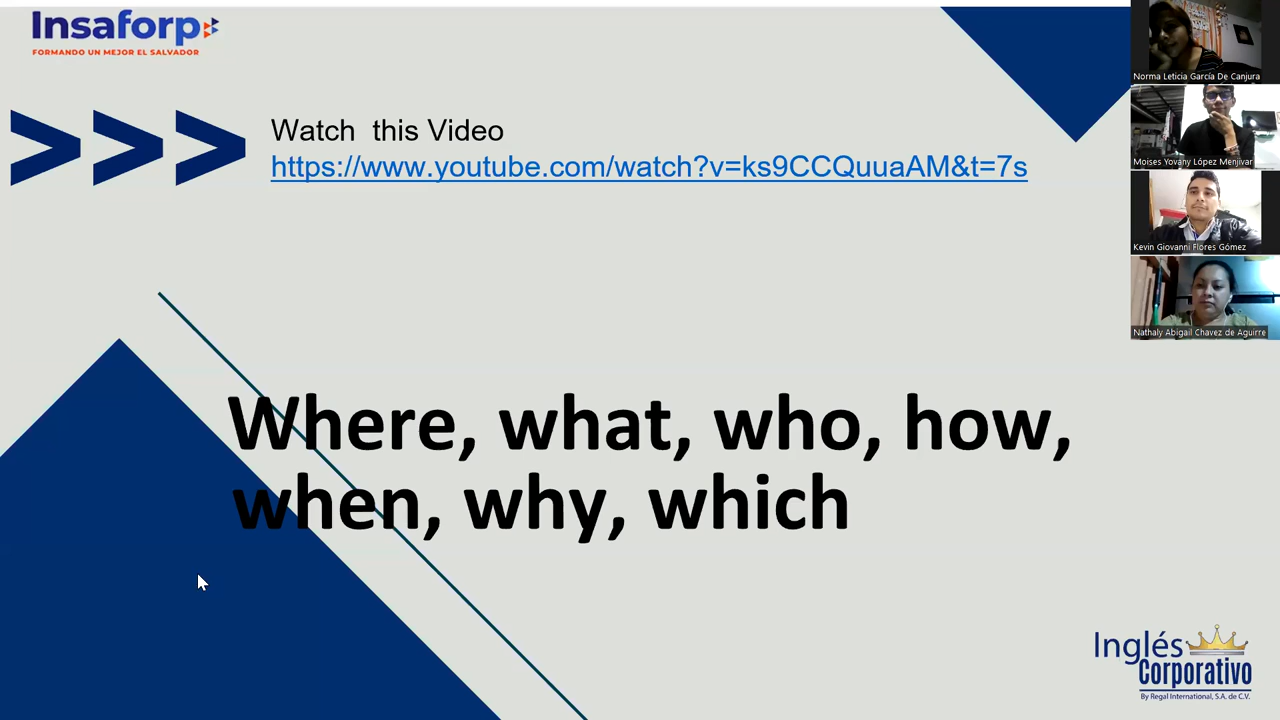 Insaforp
FORMANDO UN MEJOR EL SALVADOR
Watch this Video
https://www.youtube.com/watch?v=ks9CCQuuaAM&t=7s
Where, what, who, how,
when, why, which
Norma Leticia García De Canjura
Moises Yovany López Menjivar
Kevin Giovanni Flores Gómez
Nathaly Abigail Chavez de Aguirre
Inglés
Corporativo
By Regal International, S.A. de C.V.